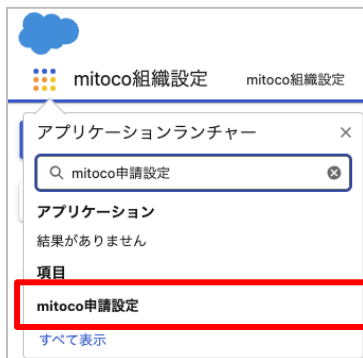 mitoco組織設定 mitoco組織設定
アプリケーションランチャー
mitoco申請設定
アプリケーション
結果がありません
項目
mitoco申請設定
すべて表示